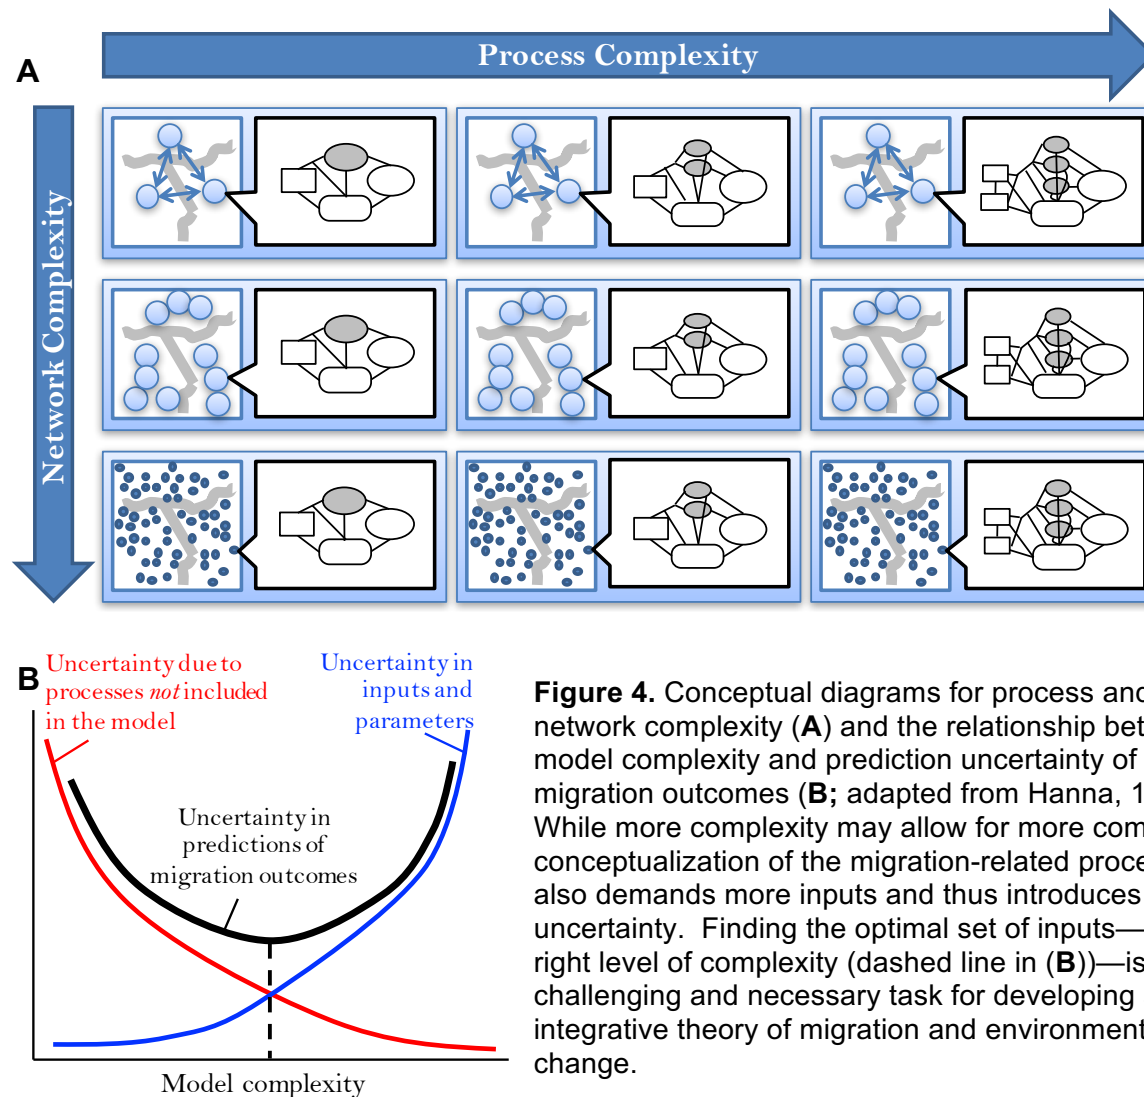 Process Complexity
A
Network Complexity
B
Uncertainty due to
processes not included
in the model
Uncertainty in
inputs and
parameters
Uncertainty in
predictions of
migration outcomes
Model complexity
Figure 4. Conceptual diagrams for process and
network complexity (A) and the relationship bet
model complexity and prediction uncertainty of
migration outcomes (B; adapted from Hanna, 1
While more complexity may allow for more com
conceptualization of the migration-related proce
also demands more inputs and thus introduces
uncertainty. Finding the optimal set of inputs—
right level of complexity (dashed line in (B))—is
challenging and necessary task for developing
integrative theory of migration and environment
change.